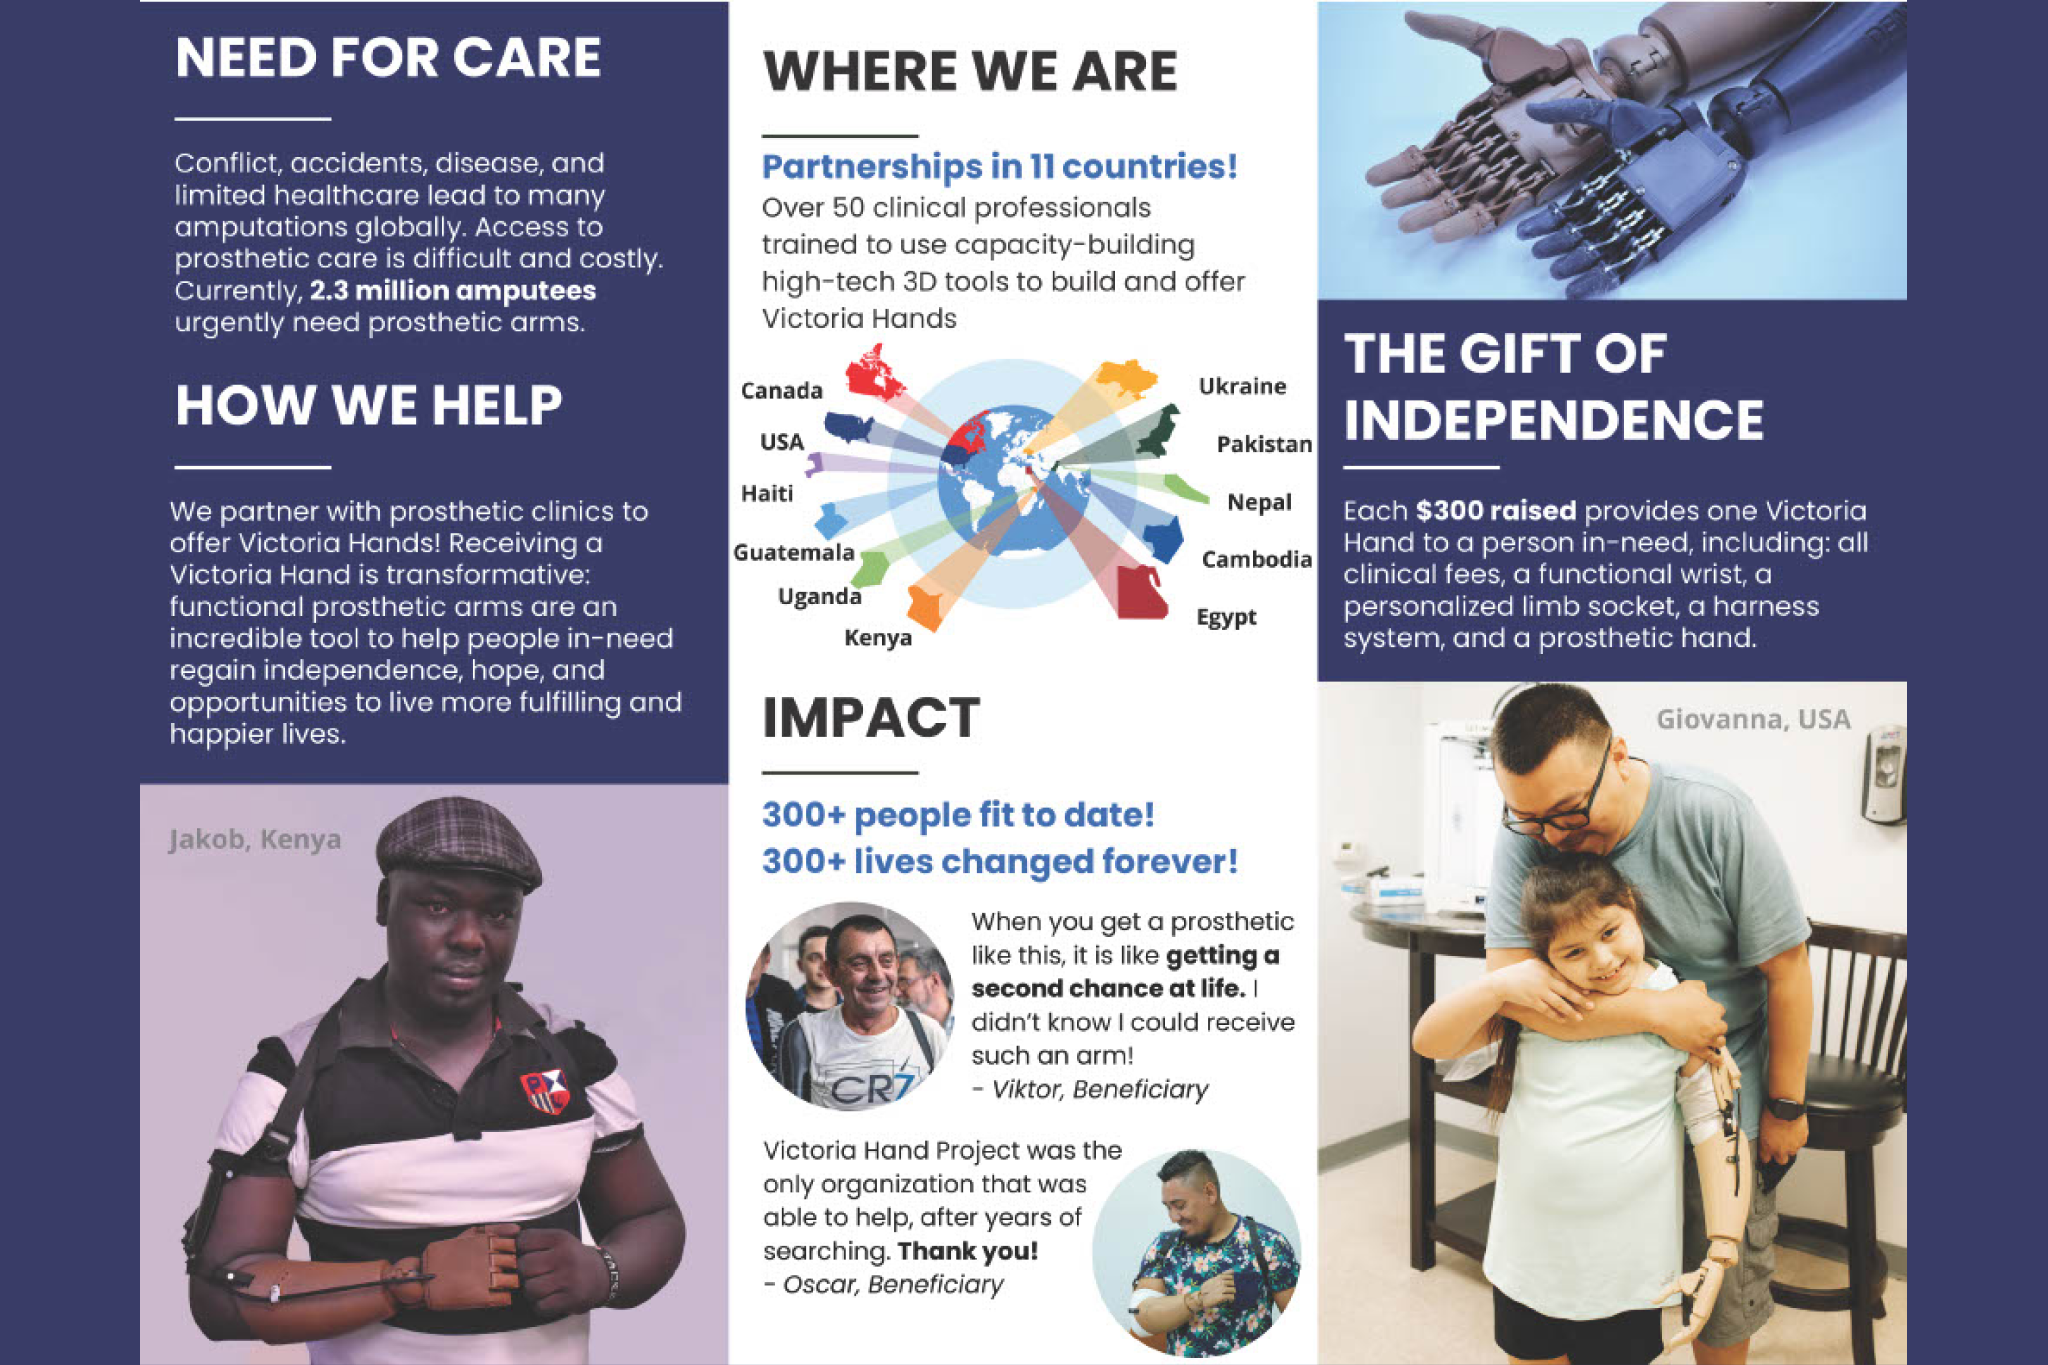 NEED FOR CARE
Conflict, accidents, disease, and
limited healthcare lead to many
amputations globally. Access to
prosthetic care is difficult and costly.
Currently, 2.3 million amputees
urgently need prosthetic arms.
HOW WE HELP
We partner with prosthetic clinics to
offer Victoria Hands! Receiving a
Victoria Hand is transformative:
functional prosthetic arms are an
incredible tool to help people in-need
regain independence, hope, and
opportunities to live more fulfilling and
happier lives.
Jakob, Kenya
WHERE WE ARE
Partnerships in 11 countries!
Over 50 clinical professionals
trained to use capacity-building
high-tech 3D tools to build and offer
Victoria Hands
Canada
USA
Haiti
Guatemala
Uganda
Kenya
Ukraine
Pakistan
Nepal
Cambodia
Egypt
IMPACT
300+ people fit to date!
300+ lives changed forever!
When you get a prosthetic
like this, it is like getting a
second chance at life. I
didn't know I could receive
such an arm!
- Viktor, Beneficiary
CR7
Victoria Hand Project was the
only organization that was
able to help, after years of
searching. Thank you!
- Oscar, Beneficiary
THE GIFT OF
INDEPENDENCE
Each $300 raised provides one Victoria
Hand to a person in-need, including: all
clinical fees, a functional wrist, a
personalized limb socket, a harness
system, and a prosthetic hand.
Giovanna, USA